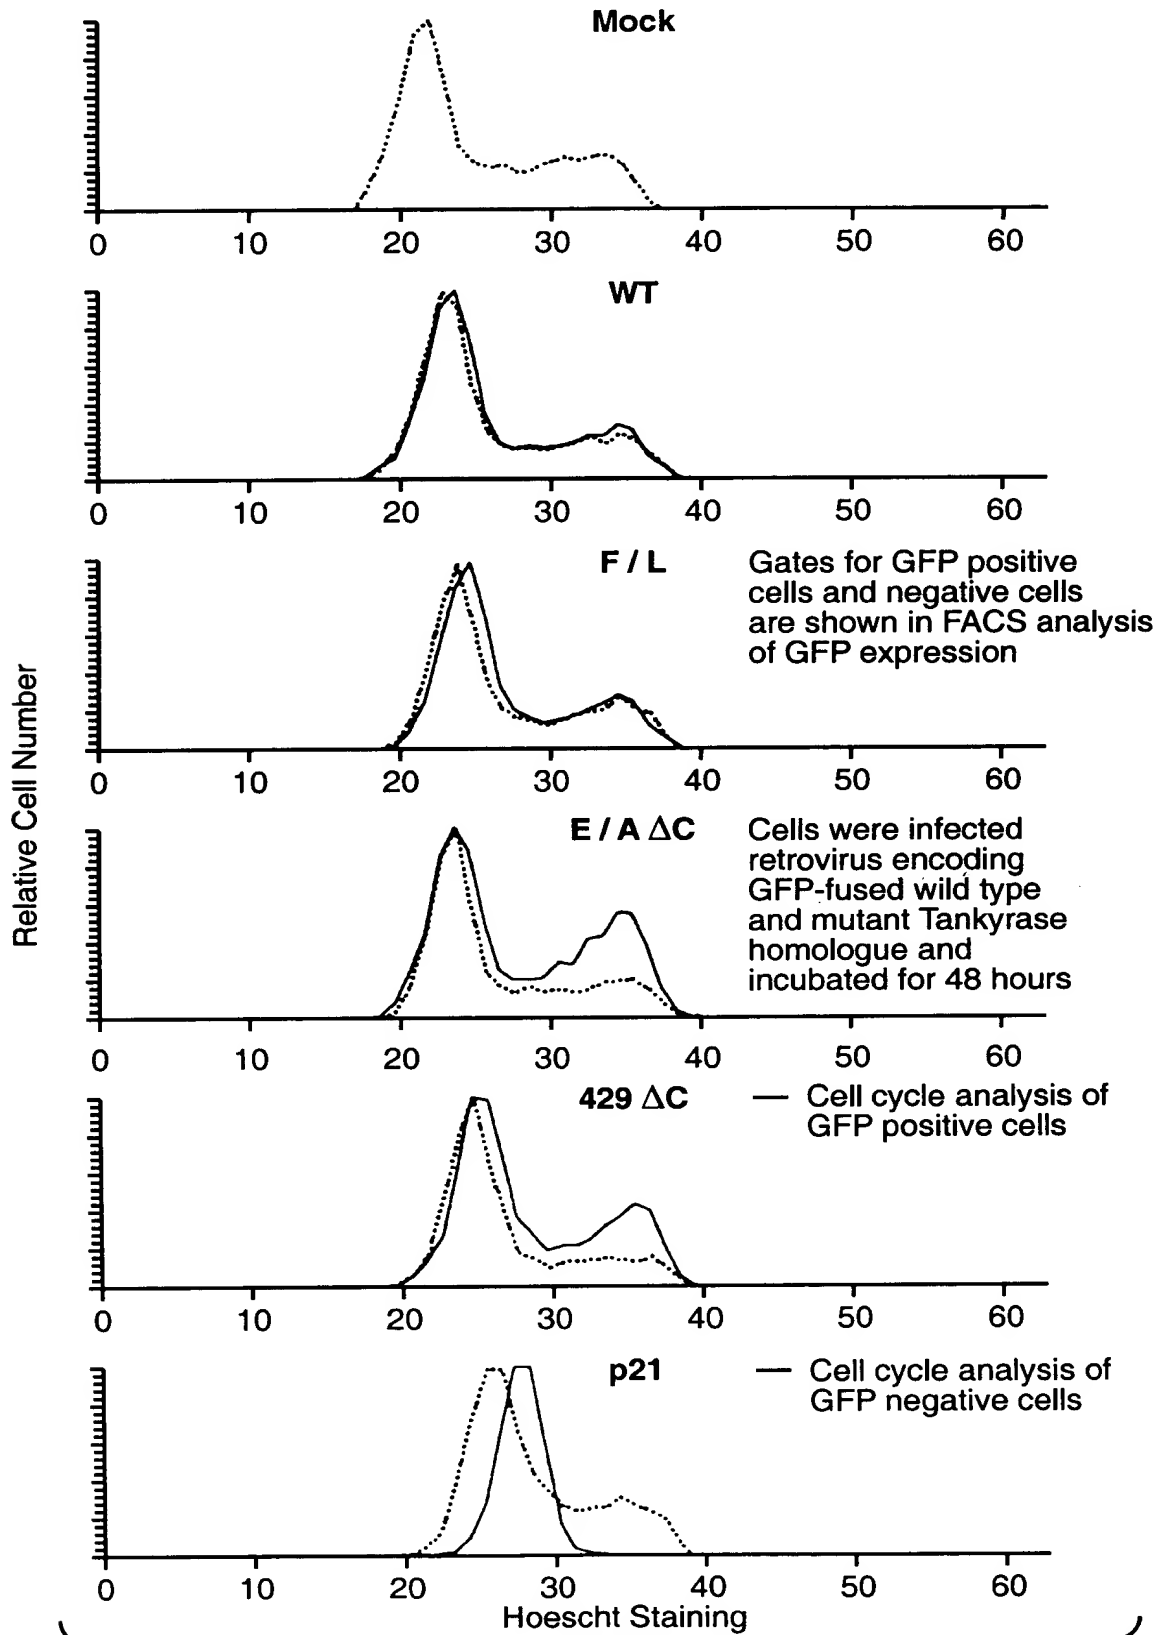 Mock
0 10 20 30 40 50 60
WT
0 10 20 30 40 50 60
F / L
Gates for GFP positive
cells and negative cells
are shown in FACS analysis
of GFP expression
0 10 20 30 40 50 60
Relative Cell Number
E / A ΔC
Cells were infected
retrovirus encoding
GFP-fused wild type
and mutant Tankyrase
homologue and
incubated for 48 hours
0 10 20 30 40 50 60
429 ΔC
— Cell cycle analysis of
GFP positive cells
0 10 20 30 40 50 60
p21
— Cell cycle analysis of
GFP negative cells
0 10 20 30 40 50 60
Hoescht Staining